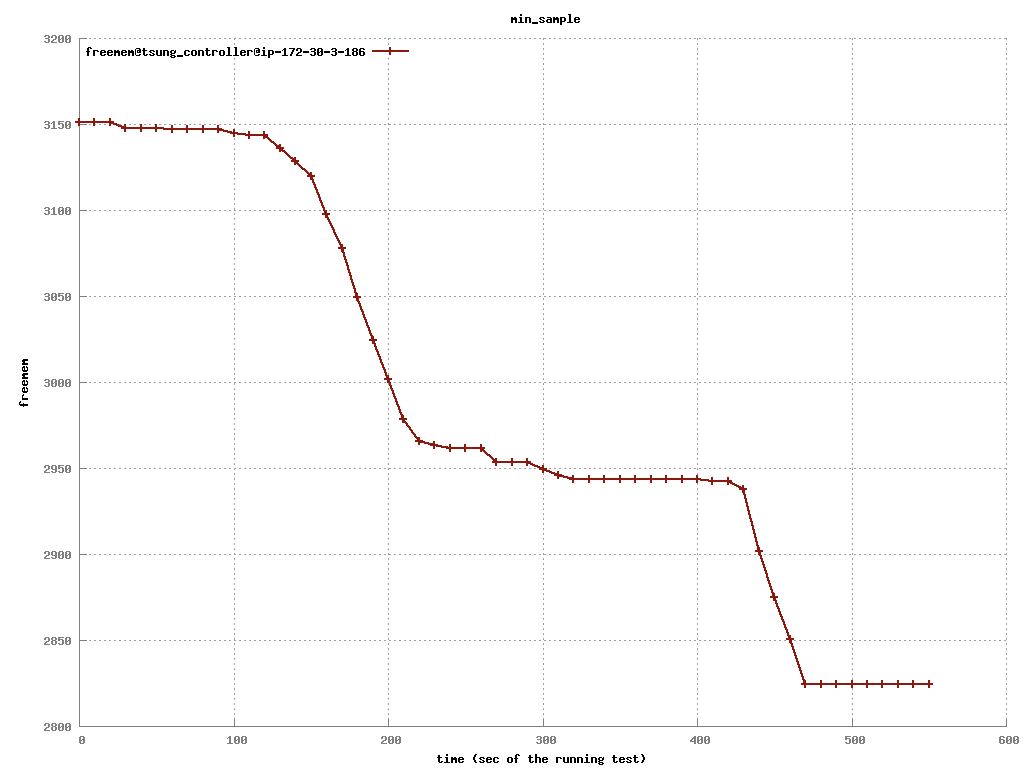 min_sample
freemem@tsung_controller@ip-172-30-3-186
3200
3150
3100
3050
3000
2950
2900
2850
2800
freemem
0 100 200 300 400 500 600
time (sec of the running test)